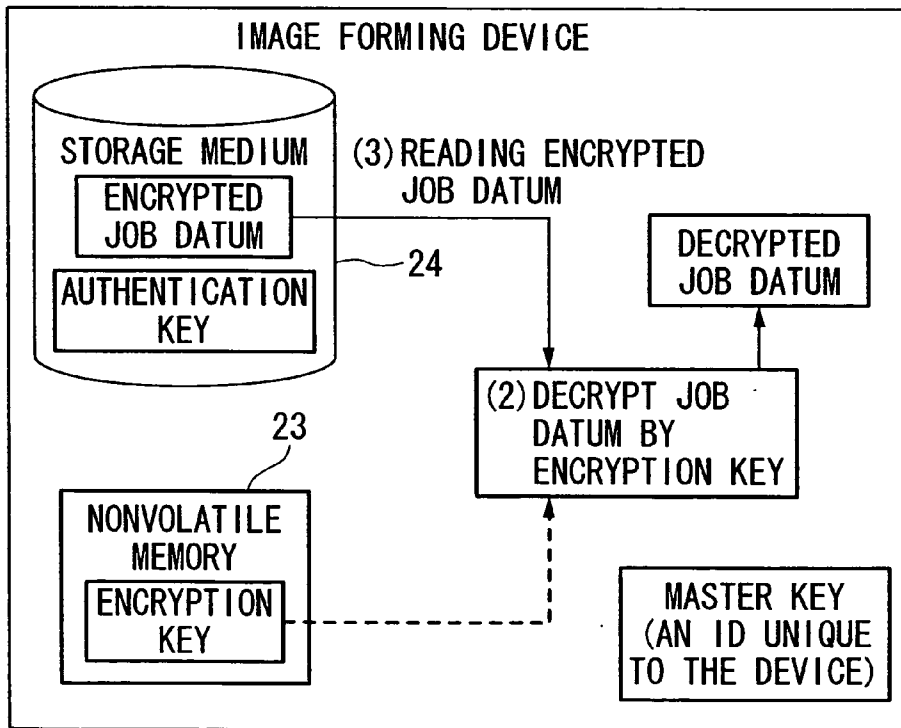 IMAGE FORMING DEVICE
STORAGE MEDIUM
ENCRYPTED
JOB DATUM
AUTHENTICATION
KEY
24
(3) READING ENCRYPTED
JOB DATUM
DECRYPTED
JOB DATUM
(2) DECRYPT JOB
DATUM BY
ENCRYPTION KEY
23
NONVOLATILE
MEMORY
ENCRYPTION
KEY
MASTER KEY
(AN ID UNIQUE
TO THE DEVICE)